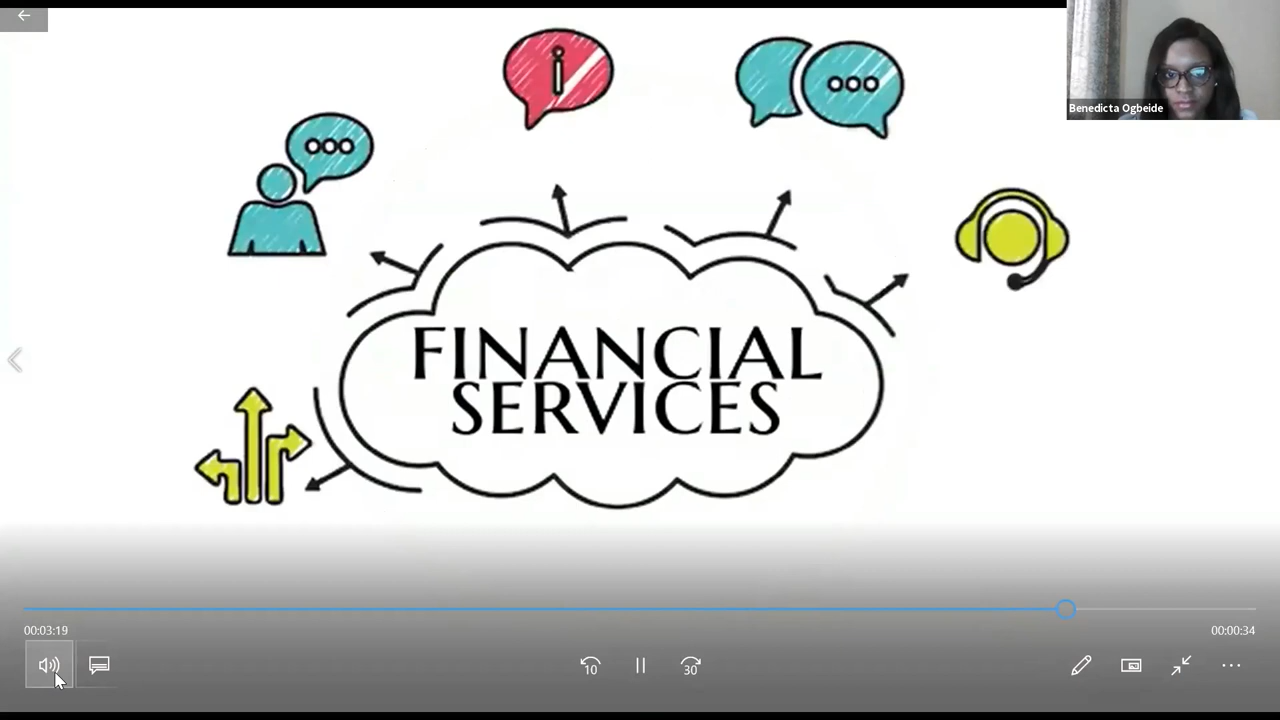 Benedicta Ogbeide
FINANCIAL
SERVICES
00:03:19
00:00:34
10
30